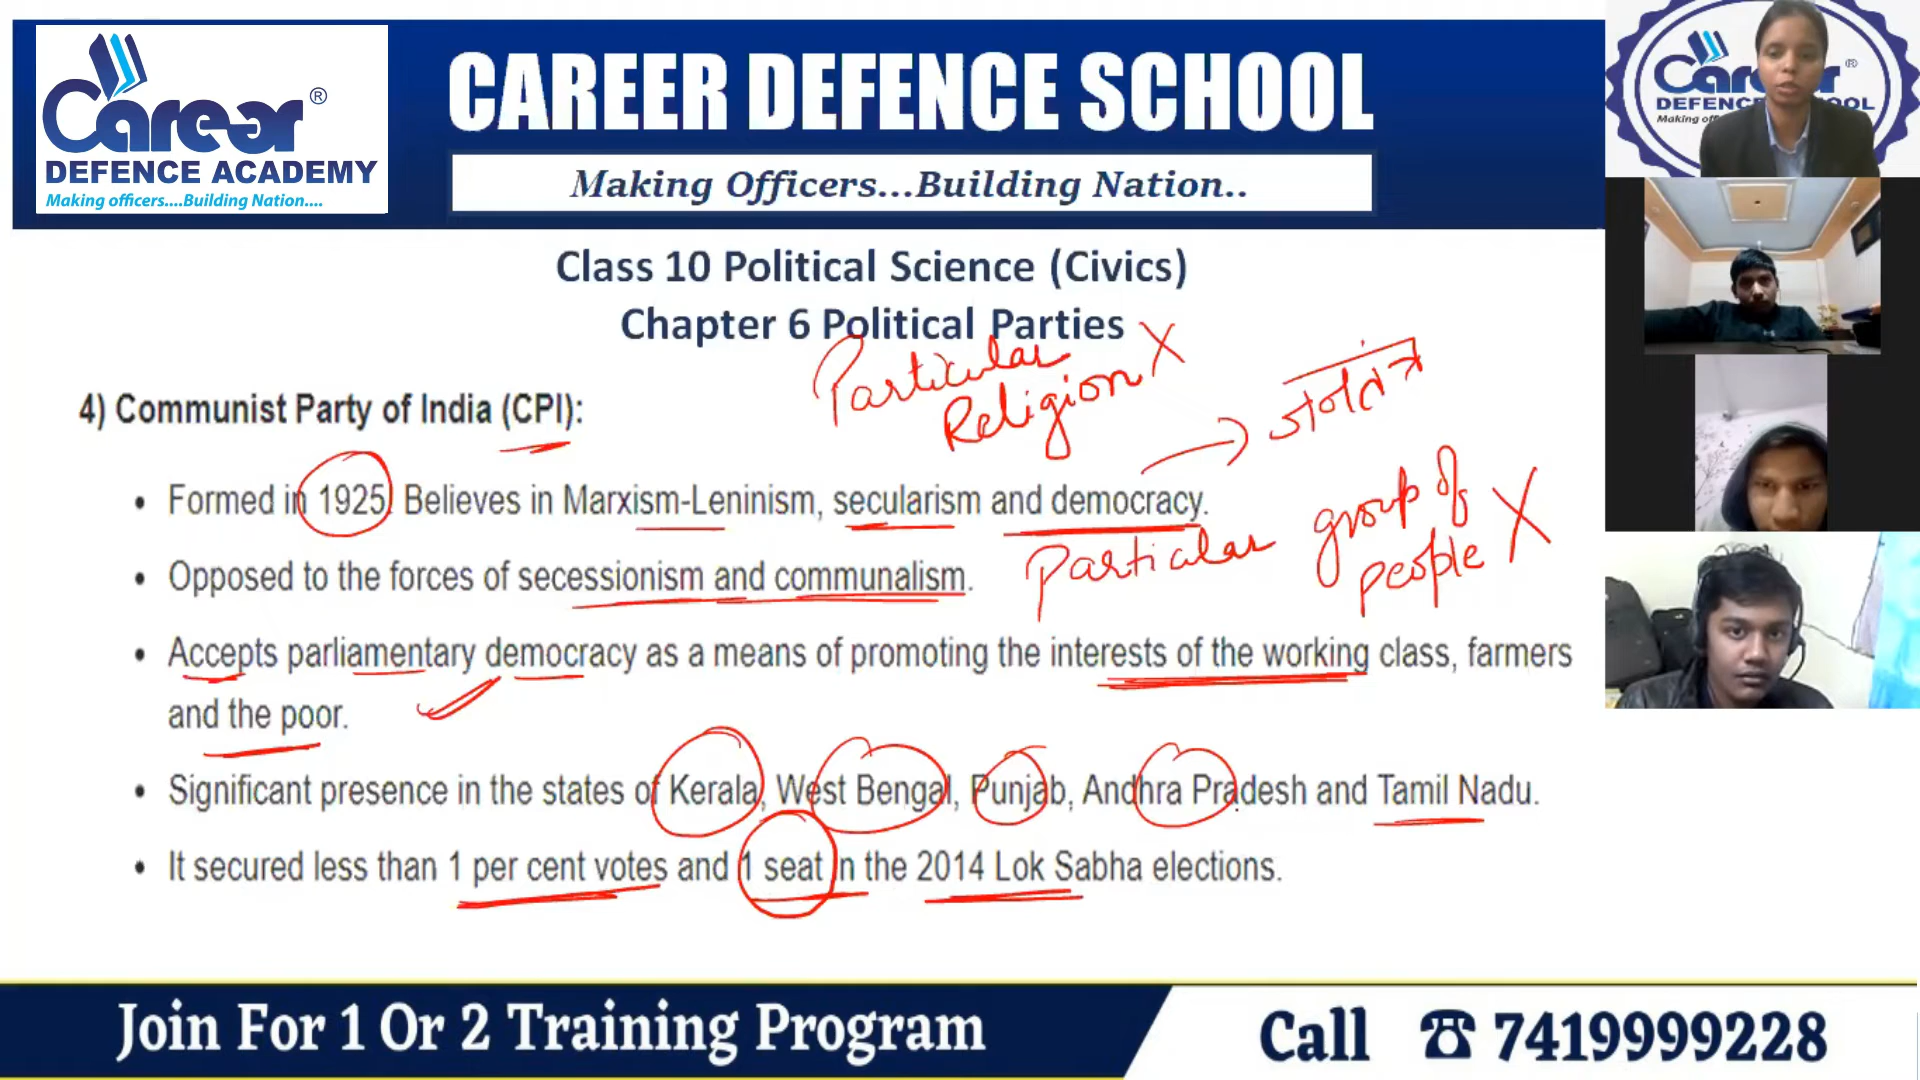 Career®
DEFENCE ACADEMY
Making officers....Building Nation....
CAREER DEFENCE SCHOOL
Making Officers...Building Nation..
Career®
DEFENCE SCHOOL
Making off
Class 10 Political Science (Civics)
Chapter 6 Political Parties
Particular X
Religion
जनतंत्र
4) Communist Party of India (CPI):
• Formed in 1925. Believes in Marxism-Leninism, secularism and democracy.
Particular group of
people X
• Opposed to the forces of secessionism and communalism.
• Accepts parliamentary democracy as a means of promoting the interests of the working class, farmers
and the poor.
• Significant presence in the states of Kerala, West Bengal, Punjab, Andhra Pradesh and Tamil Nadu.
• It secured less than 1 per cent votes and 1 seat in the 2014 Lok Sabha elections.
Join For 1 Or 2 Training Program
Call ☎ 7419999228